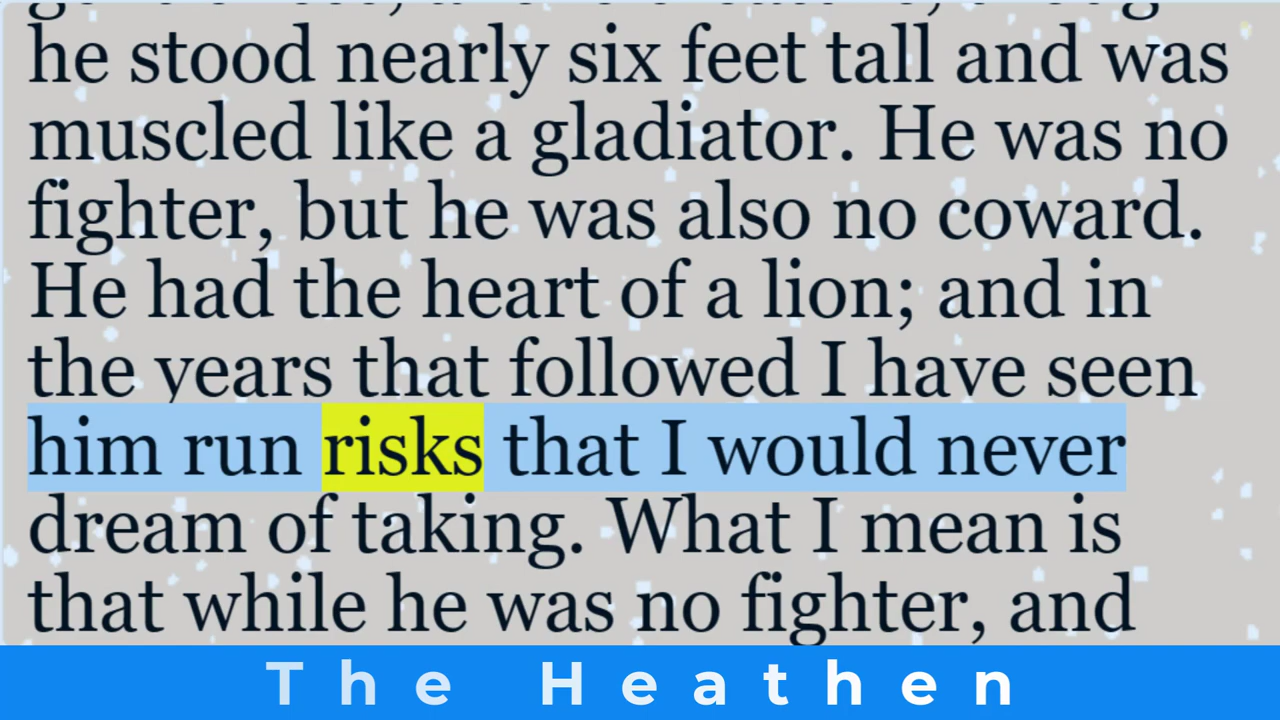 he stood nearly six feet tall and was
muscled like a gladiator. He was no
fighter, but he was also no coward.
He had the heart of a lion; and in
the years that followed I have seen
him run risks that I would never
dream of taking. What I mean is
that while he was no fighter, and
The Heathen